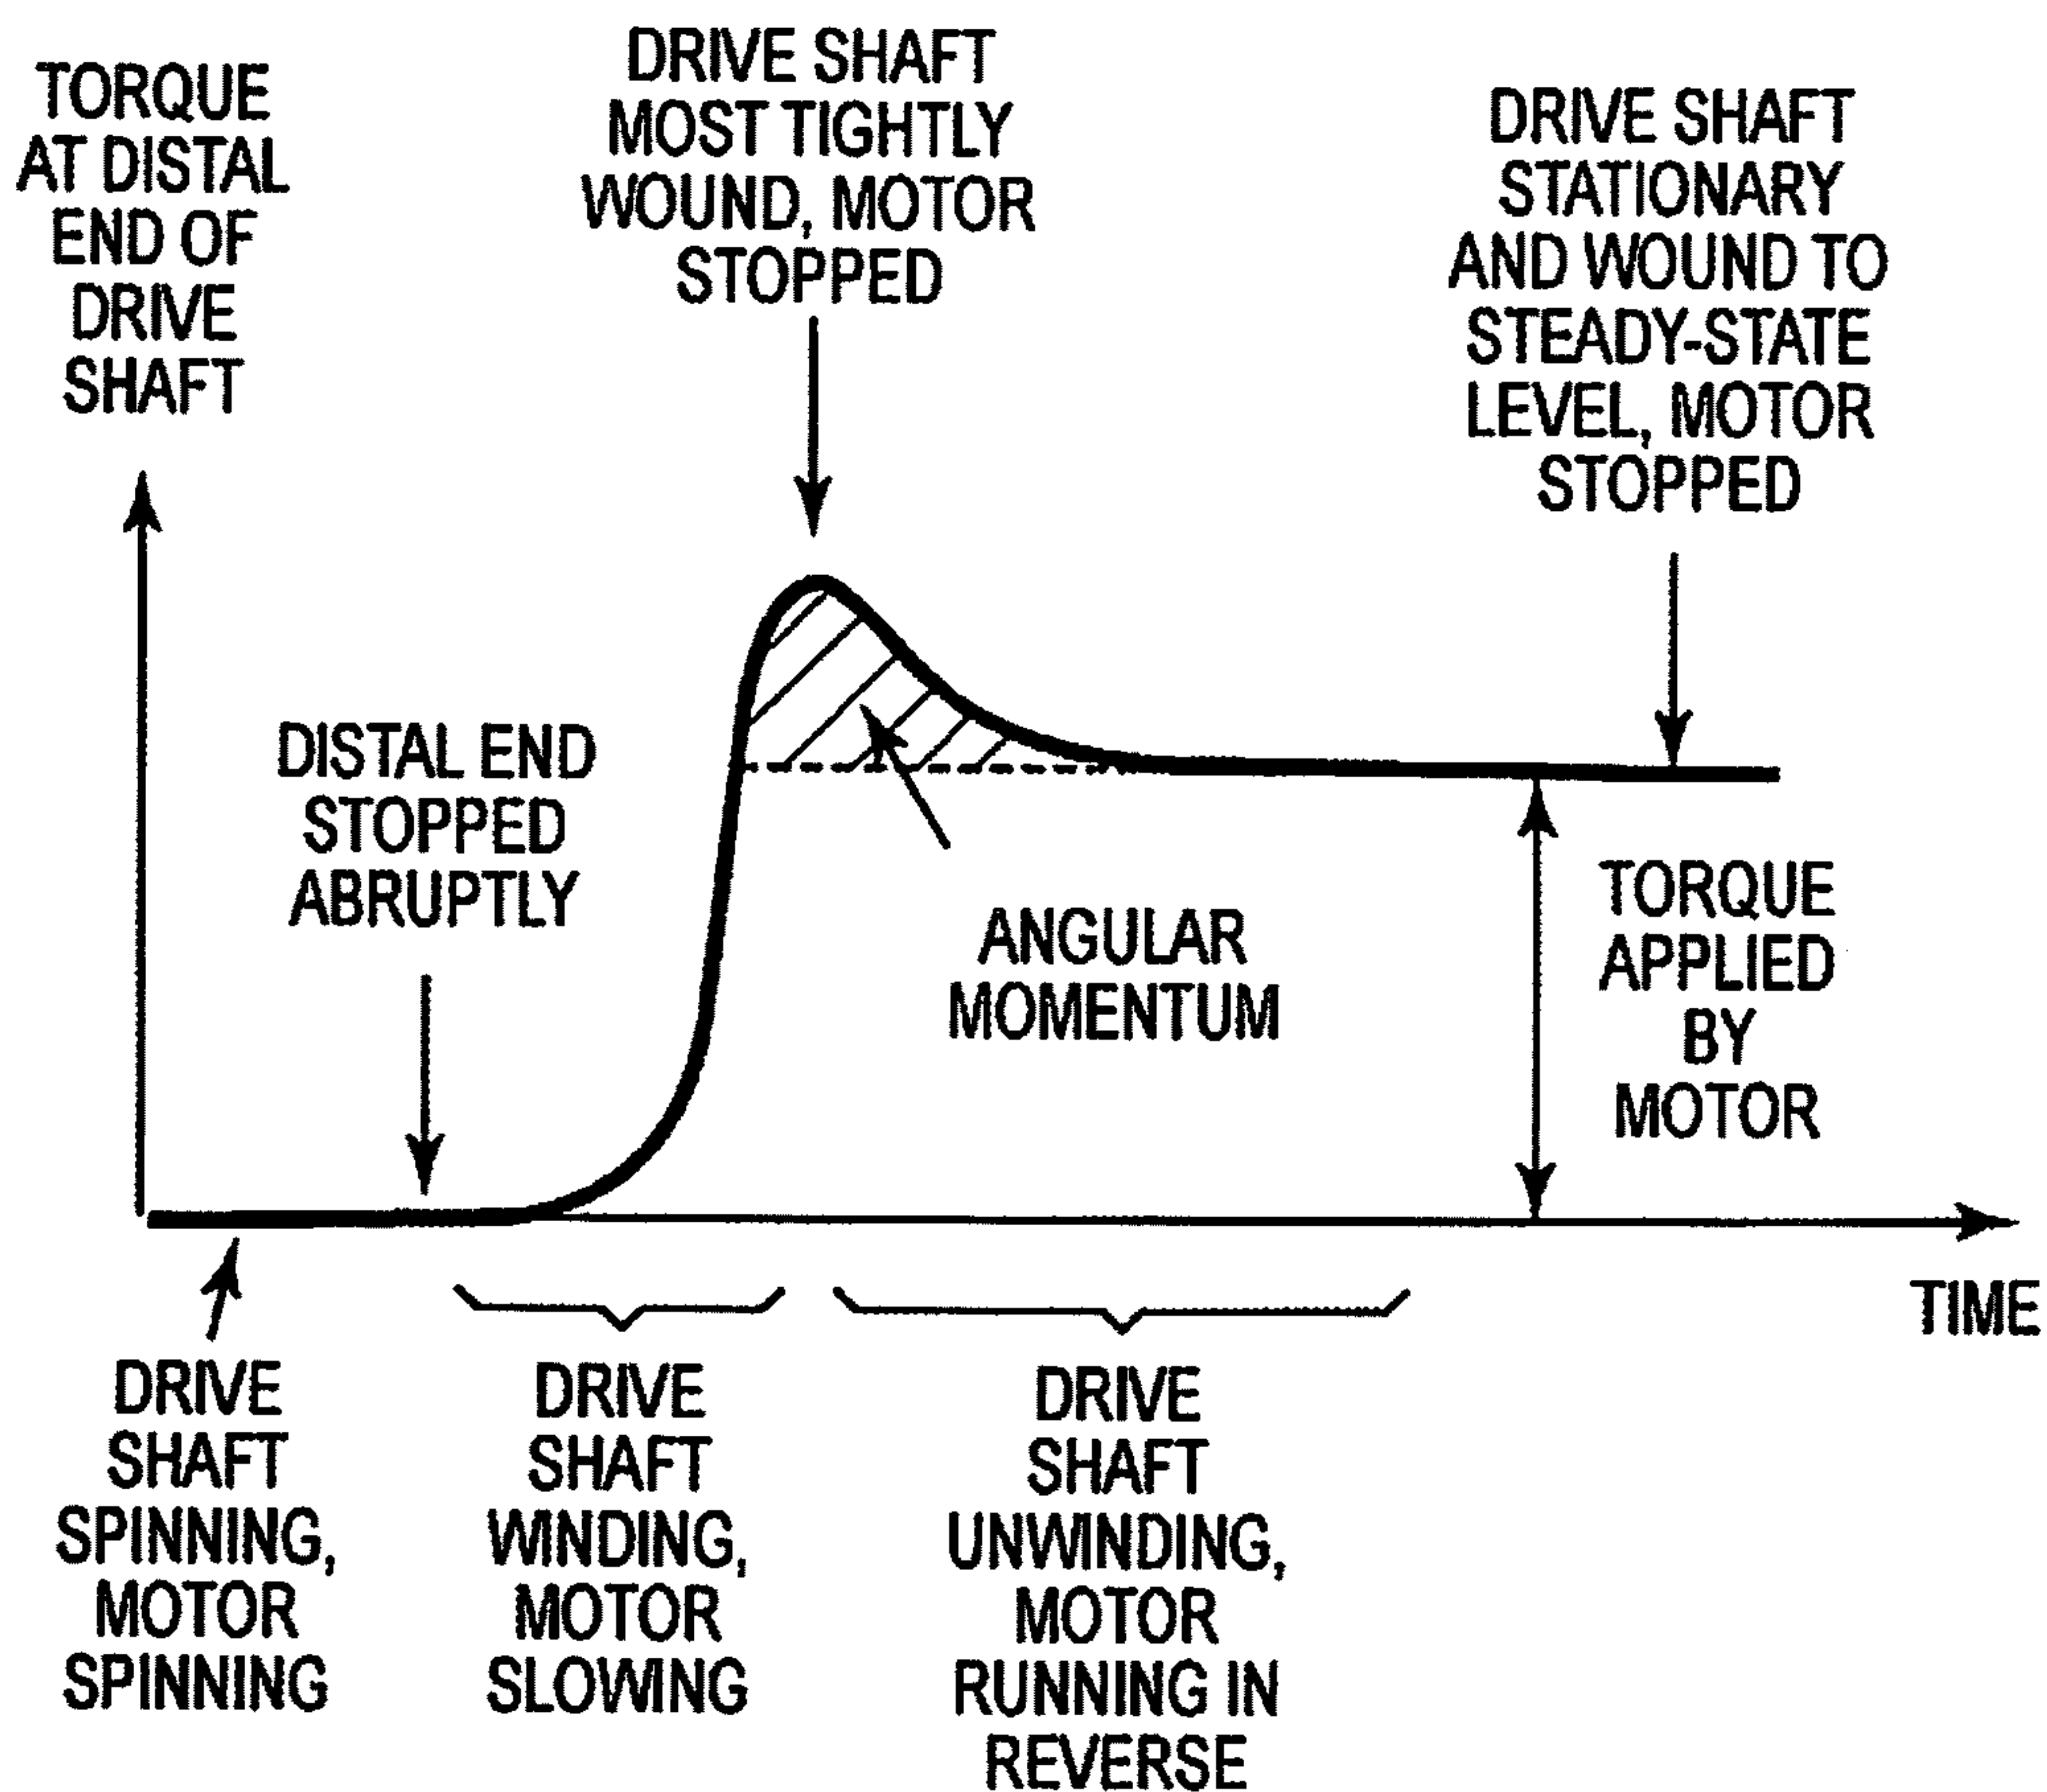 TORQUE
AT DISTAL
END OF
DRIVE
SHAFT
DRIVE SHAFT
MOST TIGHTLY
WOUND, MOTOR
STOPPED
DRIVE SHAFT
STATIONARY
AND WOUND TO
STEADY-STATE
LEVEL, MOTOR
STOPPED
DISTAL END
STOPPED
ABRUPTLY
ANGULAR
MOMENTUM
TORQUE
APPLIED
BY
MOTOR
TIME
DRIVE
SHAFT
SPINNING,
MOTOR
SPINNING
DRIVE
SHAFT
WINDING,
MOTOR
SLOWING
DRIVE
SHAFT
UNWINDING,
MOTOR
RUNNING IN
REVERSE